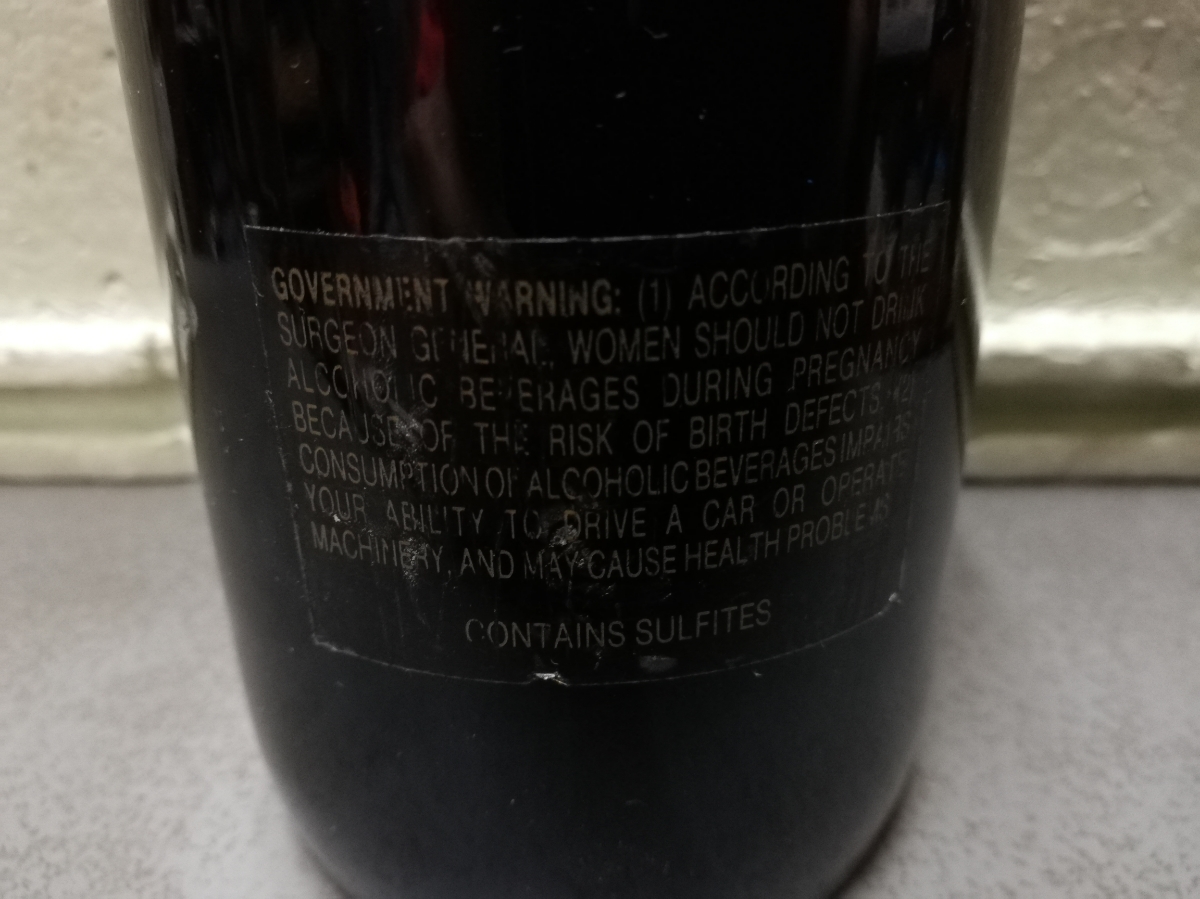 GOVERNMENT WARNING: (1) ACCORDING TO THE
SURGEON GENERAL, WOMEN SHOULD NOT DRINK
ALCOHOLIC BEVERAGES DURING PREGNANCY
BECAUSE OF THE RISK OF BIRTH DEFECTS. (2)
CONSUMPTION OF ALCOHOLIC BEVERAGES IMPAIRS
YOUR ABILITY TO DRIVE A CAR OR OPERATE
MACHINERY, AND MAY CAUSE HEALTH PROBLEMS
CONTAINS SULFITES